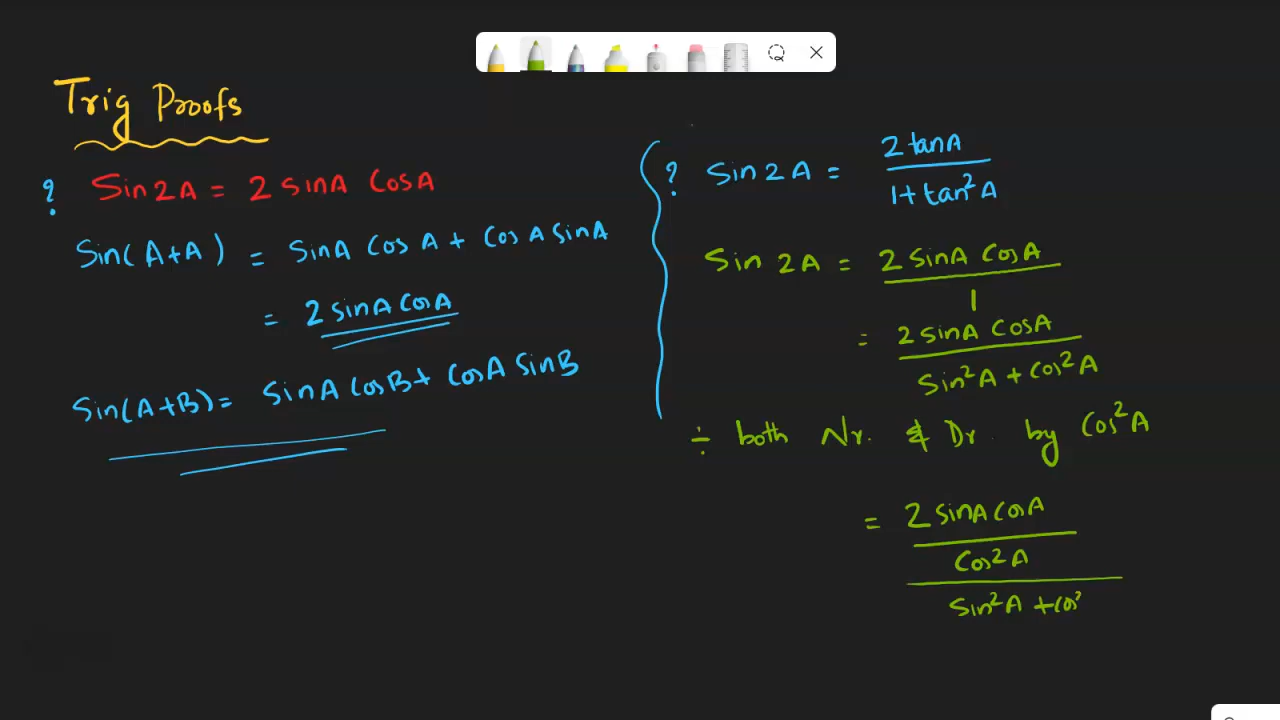 Trig Proofs
? Sin2A = 2 sinA CosA
Sin(A+A) = SinA Cos A + Cos A sinA
= 2 sinA CosA
Sin(A+B) = SinA CosB + CosA SinB
? Sin 2A = 2 tanA
1+ tan²A
Sin 2A = 2 SinA CosA
1
= 2 sinA CosA
Sin²A + Cos²A
÷ both Nr. & Dr by Cos²A
= 2 SinA CosA
Cos²A
Sin²A + Cos²